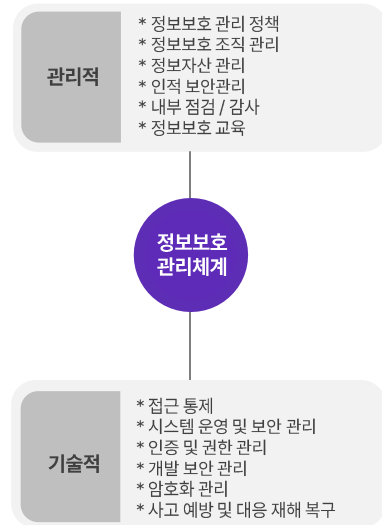 관리적
* 정보보호 관리 정책
* 정보보호 조직 관리
* 정보자산 관리
* 인적 보안관리
* 내부 점검 / 감사
* 정보보호 교육
정보보호
관리체계
기술적
* 접근 통제
* 시스템 운영 및 보안 관리
* 인증 및 권한 관리
* 개발 보안 관리
* 암호화 관리
* 사고 예방 및 대응 재해 복구